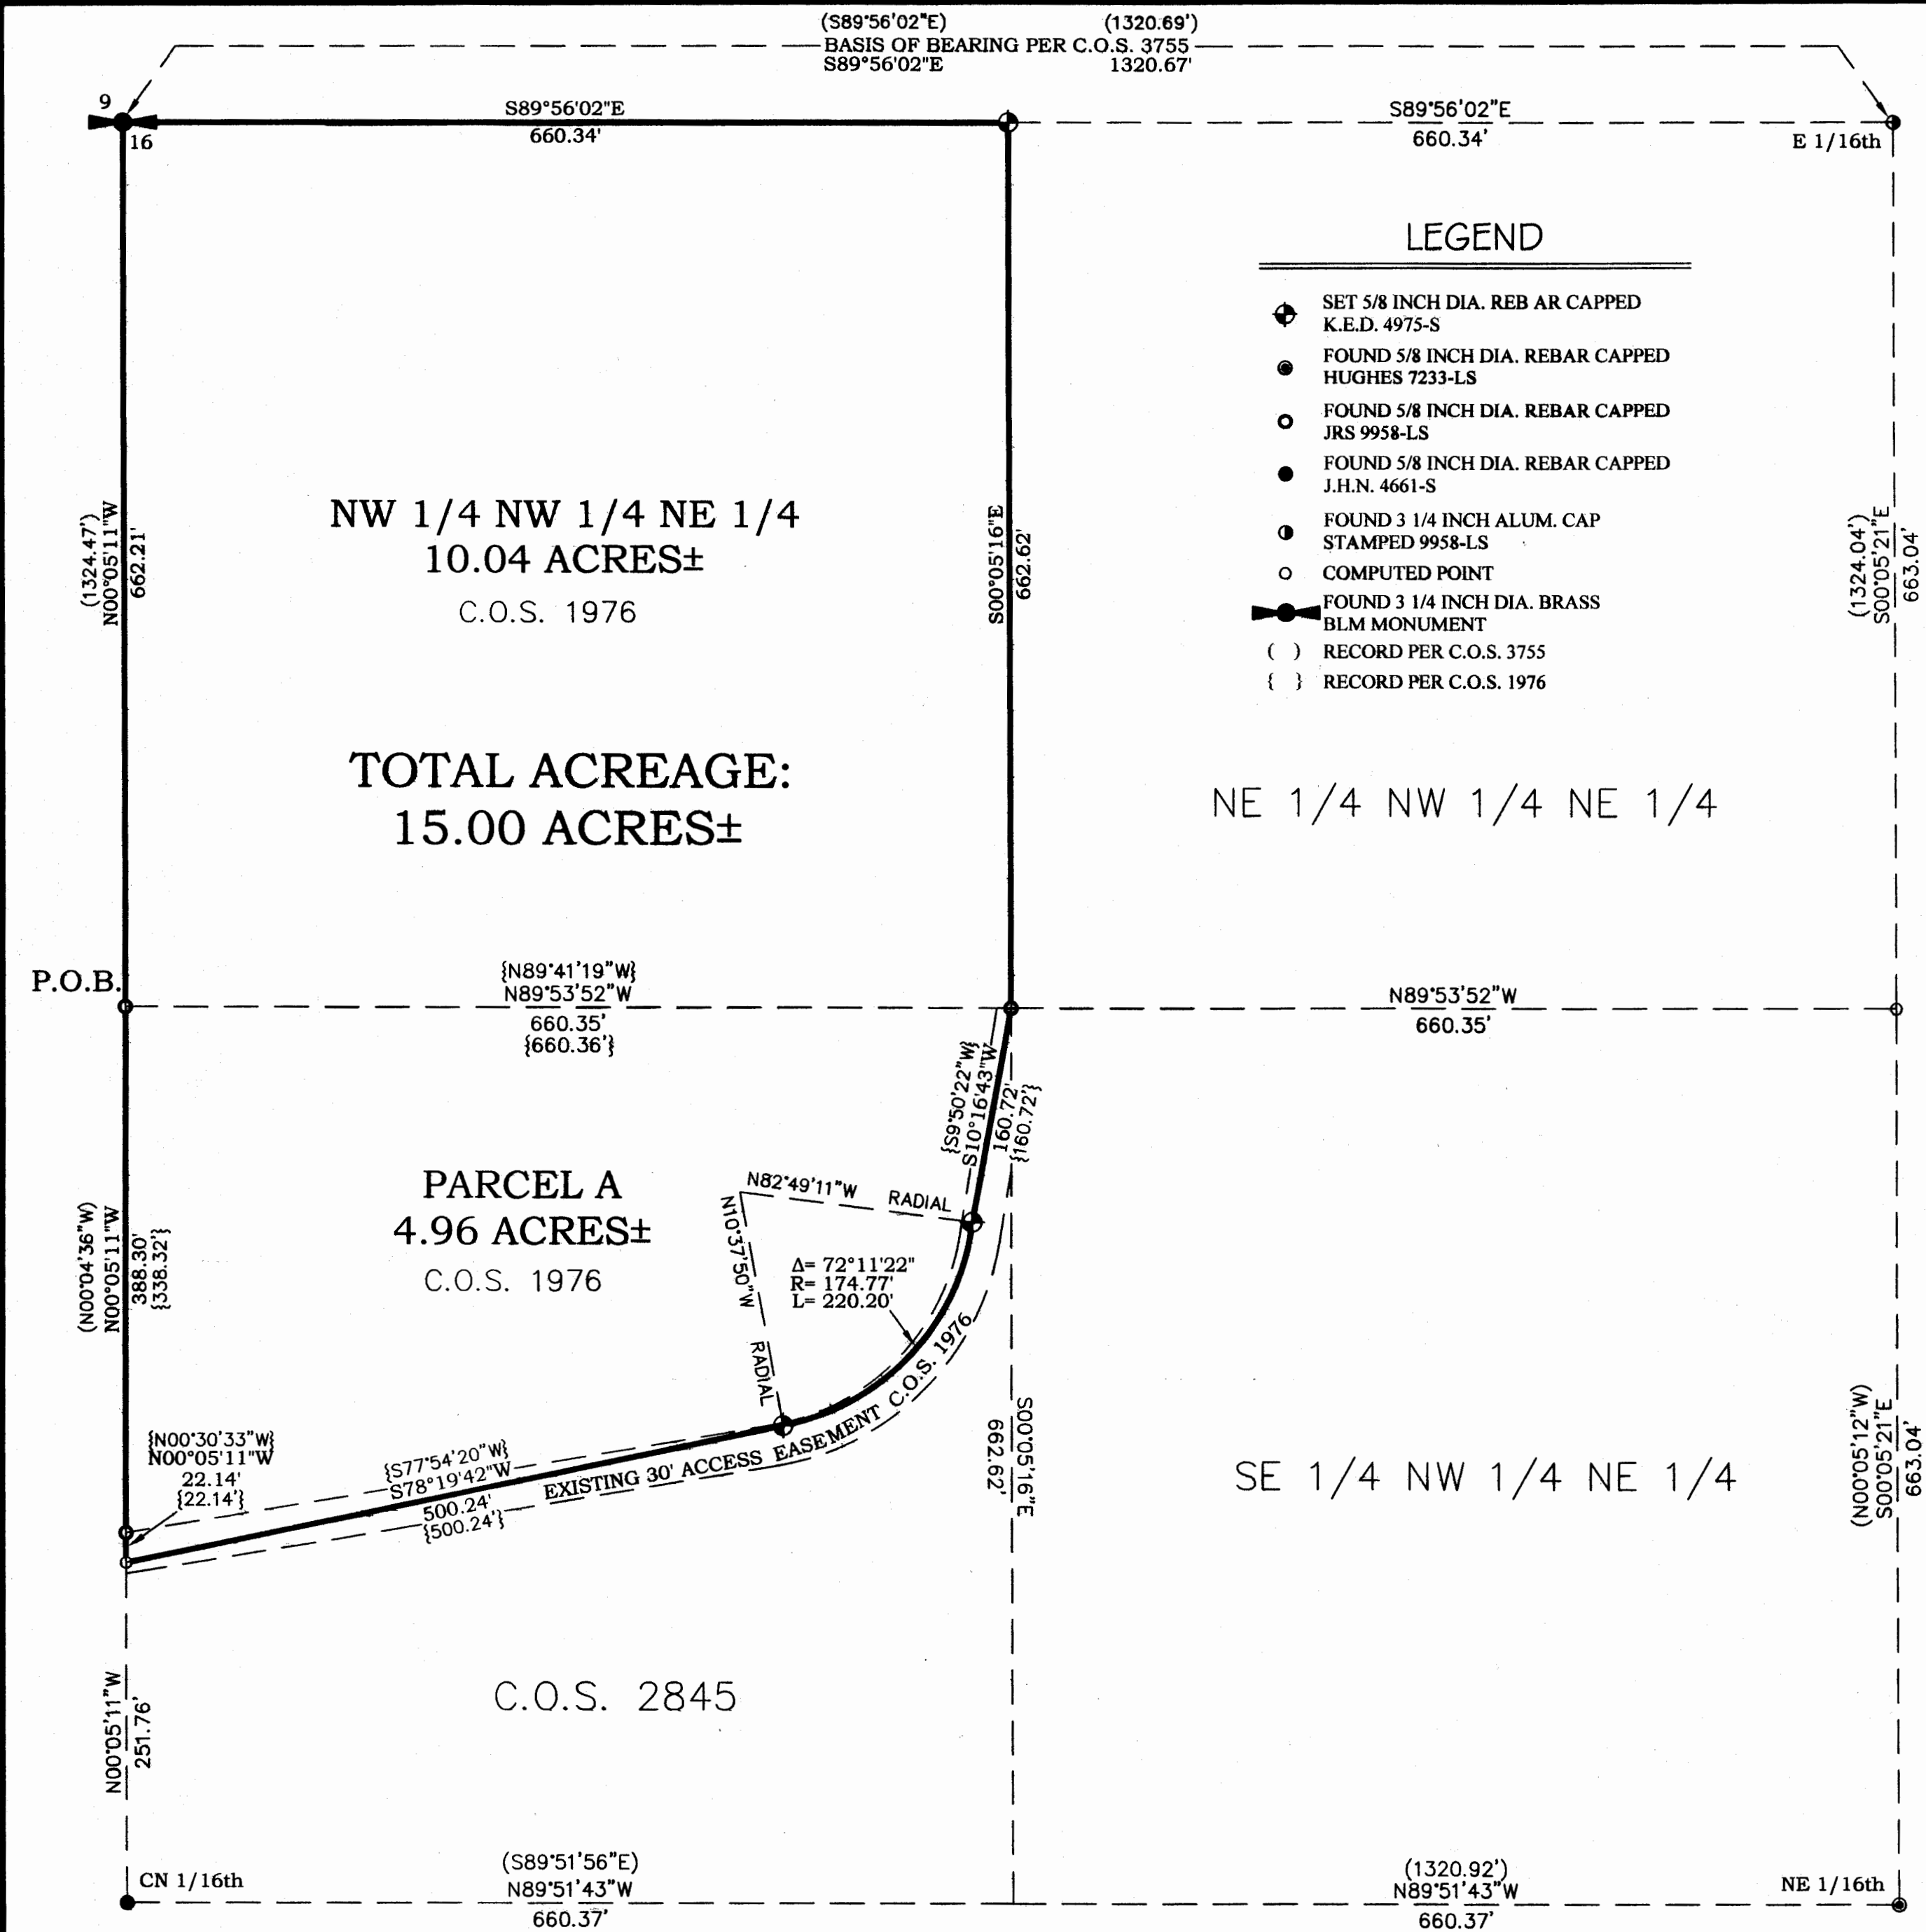 (S89°56'02"E) (1320.69')
BASIS OF BEARING PER C.O.S. 3755
S89°56'02"E 1320.67'
9
16
S89°56'02"E
660.34'
S89°56'02"E
660.34'
E 1/16th
LEGEND
SET 5/8 INCH DIA. REB AR CAPPED
K.E.D. 4975-S
FOUND 5/8 INCH DIA. REBAR CAPPED
HUGHES 7233-LS
FOUND 5/8 INCH DIA. REBAR CAPPED
JRS 9958-LS
FOUND 5/8 INCH DIA. REBAR CAPPED
J.H.N. 4661-S
FOUND 3 1/4 INCH ALUM. CAP
STAMPED 9958-LS
COMPUTED POINT
FOUND 3 1/4 INCH DIA. BRASS
BLM MONUMENT
( ) RECORD PER C.O.S. 3755
{ } RECORD PER C.O.S. 1976
(1324.47')
N00°05'11"W
662.21'
NW 1/4 NW 1/4 NE 1/4
10.04 ACRES±
C.O.S. 1976
S00°05'16"E
662.62'
(1324.04')
S00°05'21"E
663.04'
TOTAL ACREAGE:
15.00 ACRES±
NE 1/4 NW 1/4 NE 1/4
P.O.B.
{N89°41'19"W}
N89°53'52"W
660.35'
{660.36'}
N89°53'52"W
660.35'
{S9°50'22"W}
S10°16'43"W
160.72'
{160.72'}
PARCEL A
4.96 ACRES±
C.O.S. 1976
N82°49'11"W RADIAL
N10°37'50"W RADIAL
Δ= 72°11'22"
R= 174.77'
L= 220.20'
(N00°04'36"W)
N00°05'11"W
388.30'
{338.32'}
EXISTING 30' ACCESS EASEMENT C.O.S. 1976
{N00°30'33"W}
N00°05'11"W
22.14'
{22.14'}
{S77°54'20"W}
S78°19'42"W
500.24'
{500.24'}
S00°05'16"E
662.62'
SE 1/4 NW 1/4 NE 1/4
(N00°05'12"W)
S00°05'21"E
663.04'
C.O.S. 2845
N00°05'11"W
251.76'
CN 1/16th
(S89°51'56"E)
N89°51'43"W
660.37'
(1320.92')
N89°51'43"W
660.37'
NE 1/16th